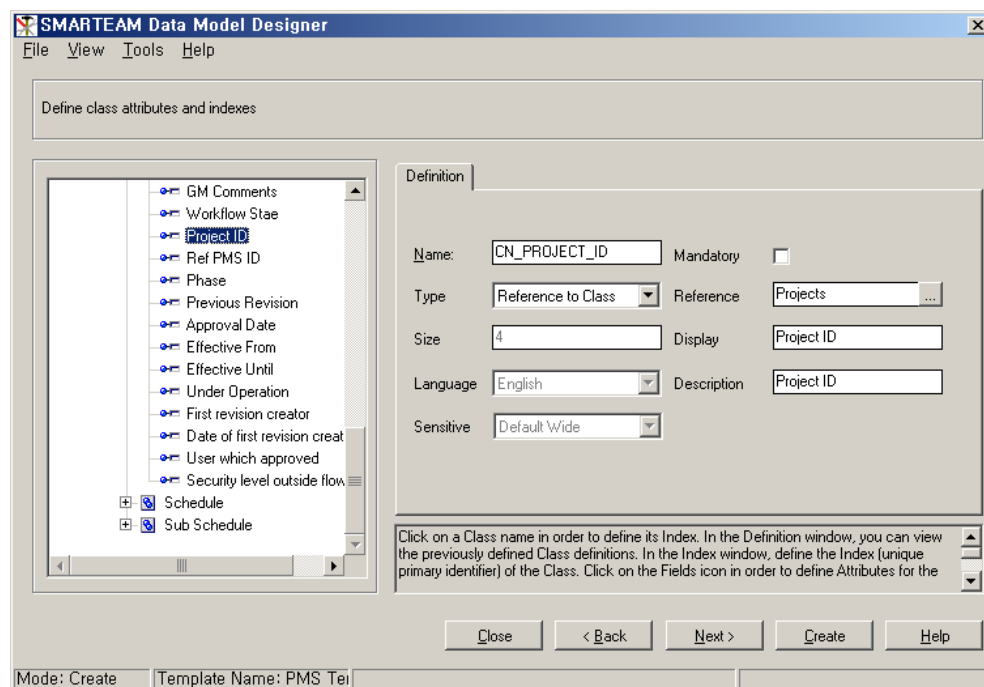 SMARTEAM Data Model Designer
File View Tools Help
Define class attributes and indexes
GM Comments
Workflow Stae
Project ID
Ref PMS ID
Phase
Previous Revision
Approval Date
Effective From
Effective Until
Under Operation
First revision creator
Date of first revision creat
User which approved
Security level outside flow
Schedule
Sub Schedule
Definition
Name: CN_PROJECT_ID Mandatory
Type Reference to Class Reference Projects ...
Size 4 Display Project ID
Language English Description Project ID
Sensitive Default Wide
Click on a Class name in order to define its Index. In the Definition window, you can view
the previously defined Class definitions. In the Index window, define the Index (unique
primary identifier) of the Class. Click on the Fields icon in order to define Attributes for the
Close < Back Next > Create Help
Mode: Create Template Name: PMS Te